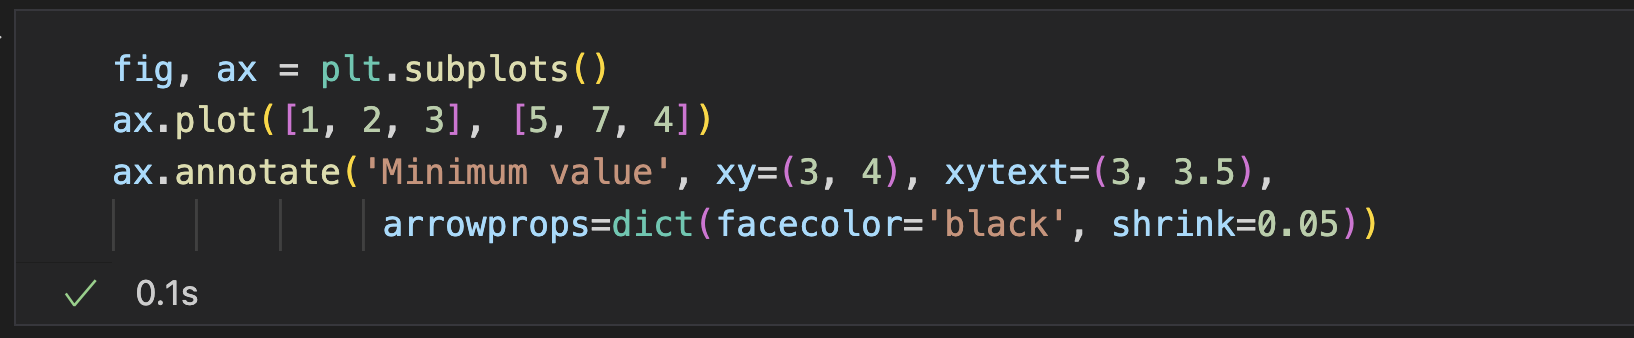 fig, ax = plt.subplots()
ax.plot([1, 2, 3], [5, 7, 4])
ax.annotate('Minimum value', xy=(3, 4), xytext=(3, 3.5),
             arrowprops=dict(facecolor='black', shrink=0.05))
0.1s